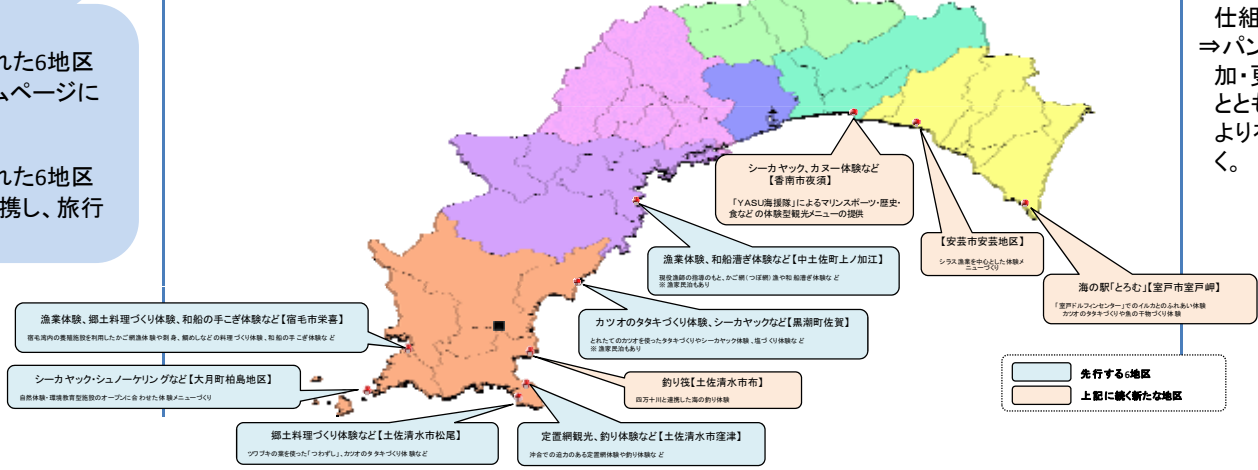 れた6地区
ムページに
れた6地区
携し、旅行
仕組
⇒パン
加・更
ととも
より
く。
シーカヤック、カヌー体験など
【香南市夜須】
「YASU海援隊」によるマリンスポーツ・歴史・
食などの体験型観光メニューの提供
【安芸市安芸地区】
シラス漁業を中心とした体験メ
ニューづくり
海の駅「とろむ」【室戸市室戸岬】
「室戸ドルフィンセンター」でのイルカとのふれあい体験
カツオのタタキづくりや魚の干物づくり体験
漁業体験、和船漕ぎ体験など【中土佐町上ノ加江】
現役漁師の指導のもと、かご網(つぼ網)漁や和船漕ぎ体験など
※漁家民泊もあり
カツオのタタキづくり体験、シーカヤックなど【黒潮町佐賀】
とれたてのカツオを使ったタタキづくりやシーカヤック体験、塩づくり体験など
※漁家民泊もあり
漁業体験、郷土料理づくり体験、和船の手こぎ体験など【宿毛市栄喜】
宿毛湾内の養殖施設を利用したかご網漁体験や刺身、鯛めしなどの料理づくり体験、和船の手こぎ体験など
シーカヤック・シュノーケリングなど【大月町柏島地区】
自然体験・環境教育型施設のオープンに合わせた体験メニューづくり
釣り筏【土佐清水市布】
四万十川と連携した海の釣り体験
郷土料理づくり体験など【土佐清水市松尾】
ツワブキの葉を使った「つわずし」、カツオのタタキづくり体験など
定置網観光、釣り体験など【土佐清水市窪津】
沖合での迫力のある定置網体験や釣り体験など
先行する6地区
上記に続く新たな地区